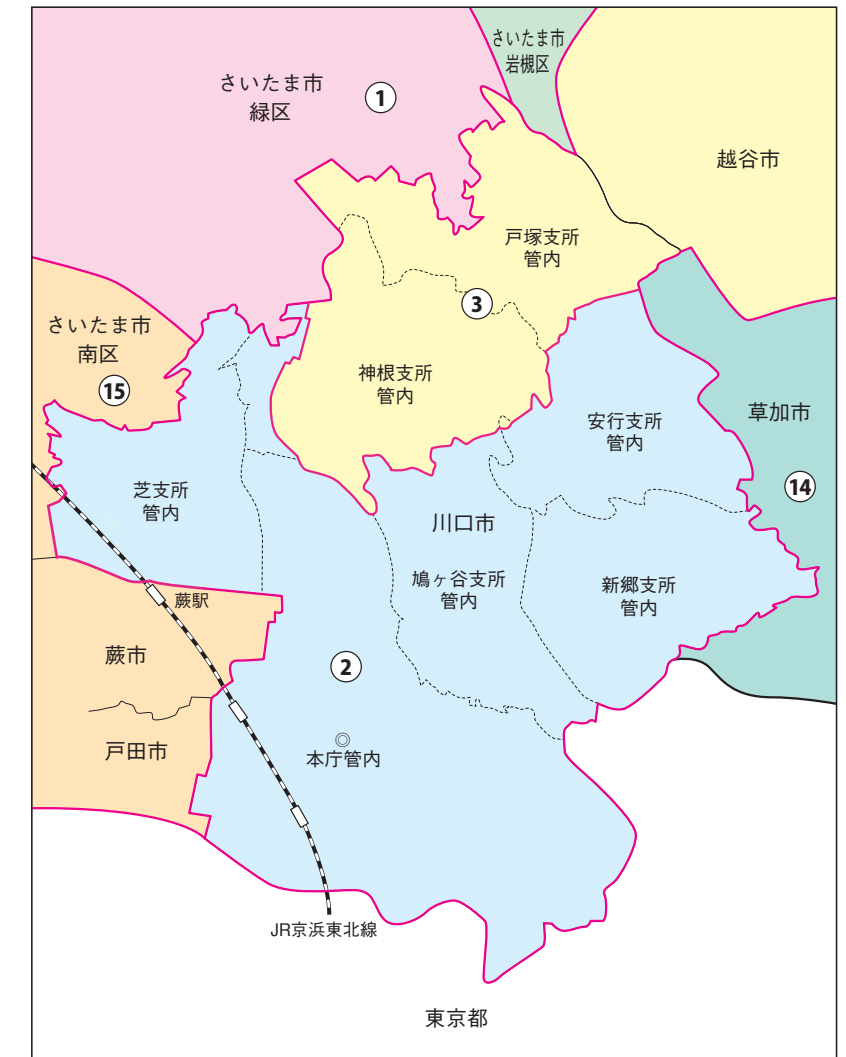 さいたま市
岩槻区
さいたま市
緑区
①
越谷市
戸塚支所
管内
③
さいたま市
南区
⑮
神根支所
管内
安行支所
管内
草加市
⑭
芝支所
管内
川口市
鳩ヶ谷支所
管内
新郷支所
管内
蕨駅
蕨市
②
戸田市
本庁管内
JR京浜東北線
東京都